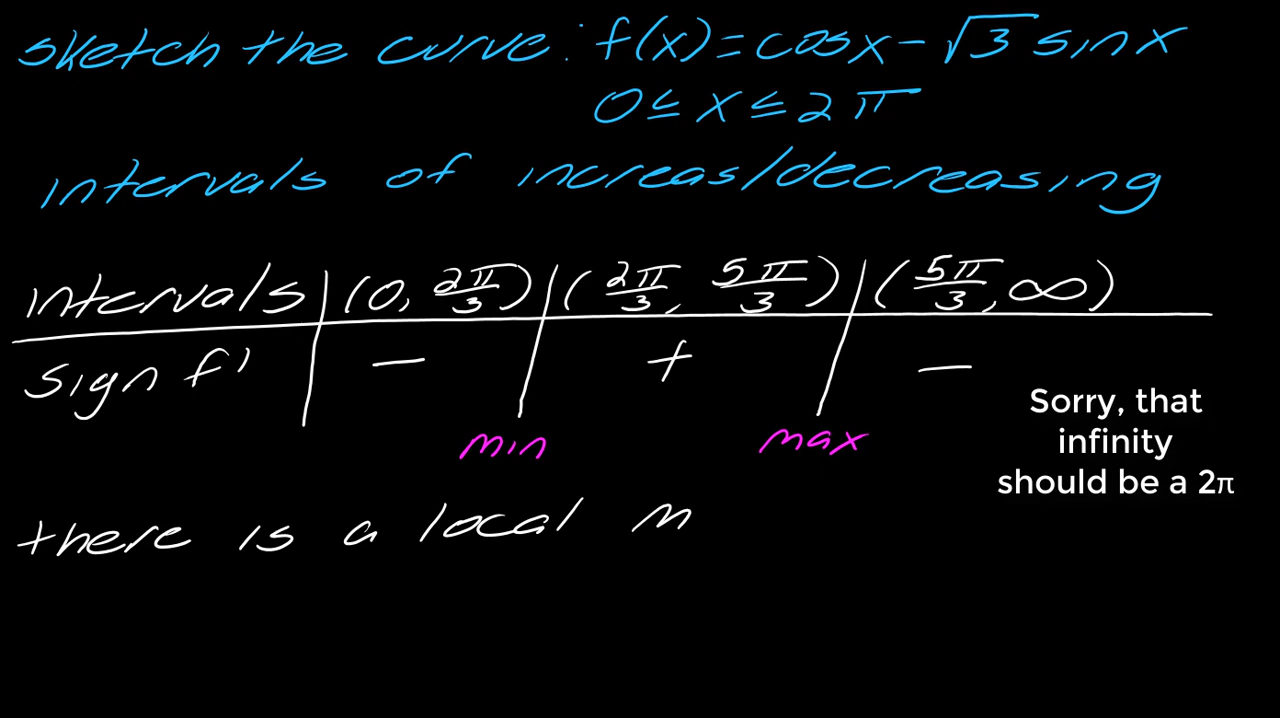 sketch the curve: f(x)=cosx-√3 sinx
0≤x≤2π
intervals of increas/decreasing
intervals (0, 2π/3) (2π/3, 5π/3) (5π/3, ∞)
sign f' - + -
Sorry, that
infinity
should be a 2π
min max
there is a local m